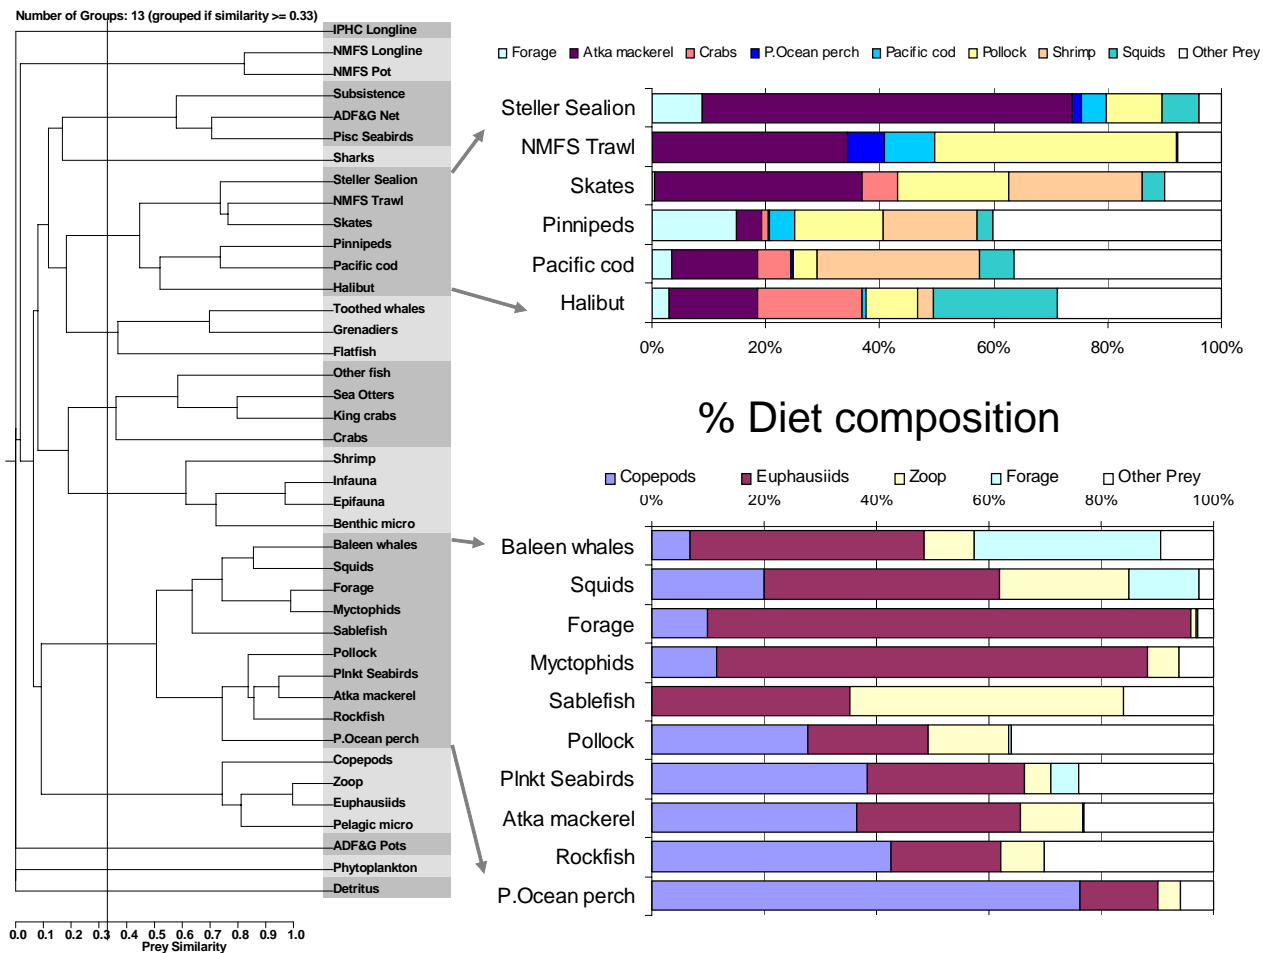 Number of Groups: 13 (grouped if similarity >= 0.33)
IPHC Longline
NMFS Longline
NMFS Pot
Subsistence
ADF&G Net
Pisc Seabirds
Sharks
Steller Sealion
NMFS Trawl
Skates
Pinnipeds
Pacific cod
Halibut
Toothed whales
Grenadiers
Flatfish
Other fish
Sea Otters
King crabs
Crabs
Shrimp
Infauna
Epifauna
Benthic micro
Baleen whales
Squids
Forage
Myctophids
Sablefish
Pollock
Plnkt Seabirds
Atka mackerel
Rockfish
P.Ocean perch
Copepods
Zoop
Euphausiids
Pelagic micro
ADF&G Pots
Phytoplankton
Detritus
0.0 0.1 0.2 0.3 0.4 0.5 0.6 0.7 0.8 0.9 1.0
Prey Similarity
Forage Atka mackerel Crabs P.Ocean perch Pacific cod Pollock Shrimp Squids Other Prey
Steller Sealion
NMFS Trawl
Skates
Pinnipeds
Pacific cod
Halibut
0% 20% 40% 60% 80% 100%
% Diet composition
Copepods Euphausiids Zoop Forage Other Prey
0% 20% 40% 60% 80% 100%
Baleen whales
Squids
Forage
Myctophids
Sablefish
Pollock
Plnkt Seabirds
Atka mackerel
Rockfish
P.Ocean perch